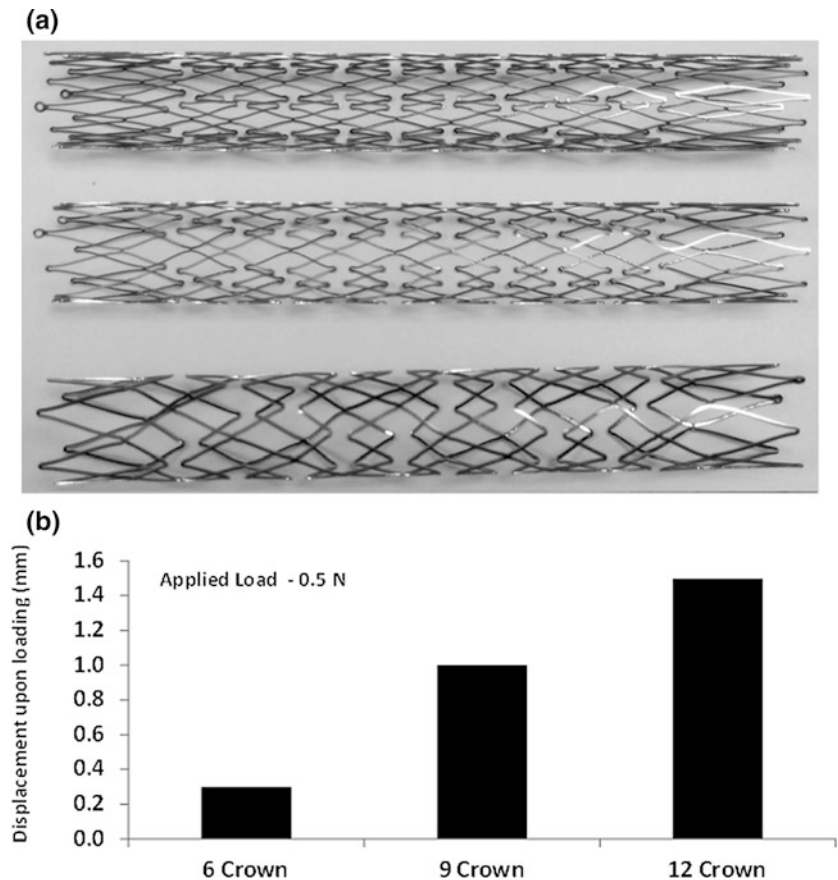 (a)
(b)
Displacement upon loading (mm)
1.6
1.4
1.2
1.0
0.8
0.6
0.4
0.2
0.0
Applied Load - 0.5 N
6 Crown
9 Crown
12 Crown